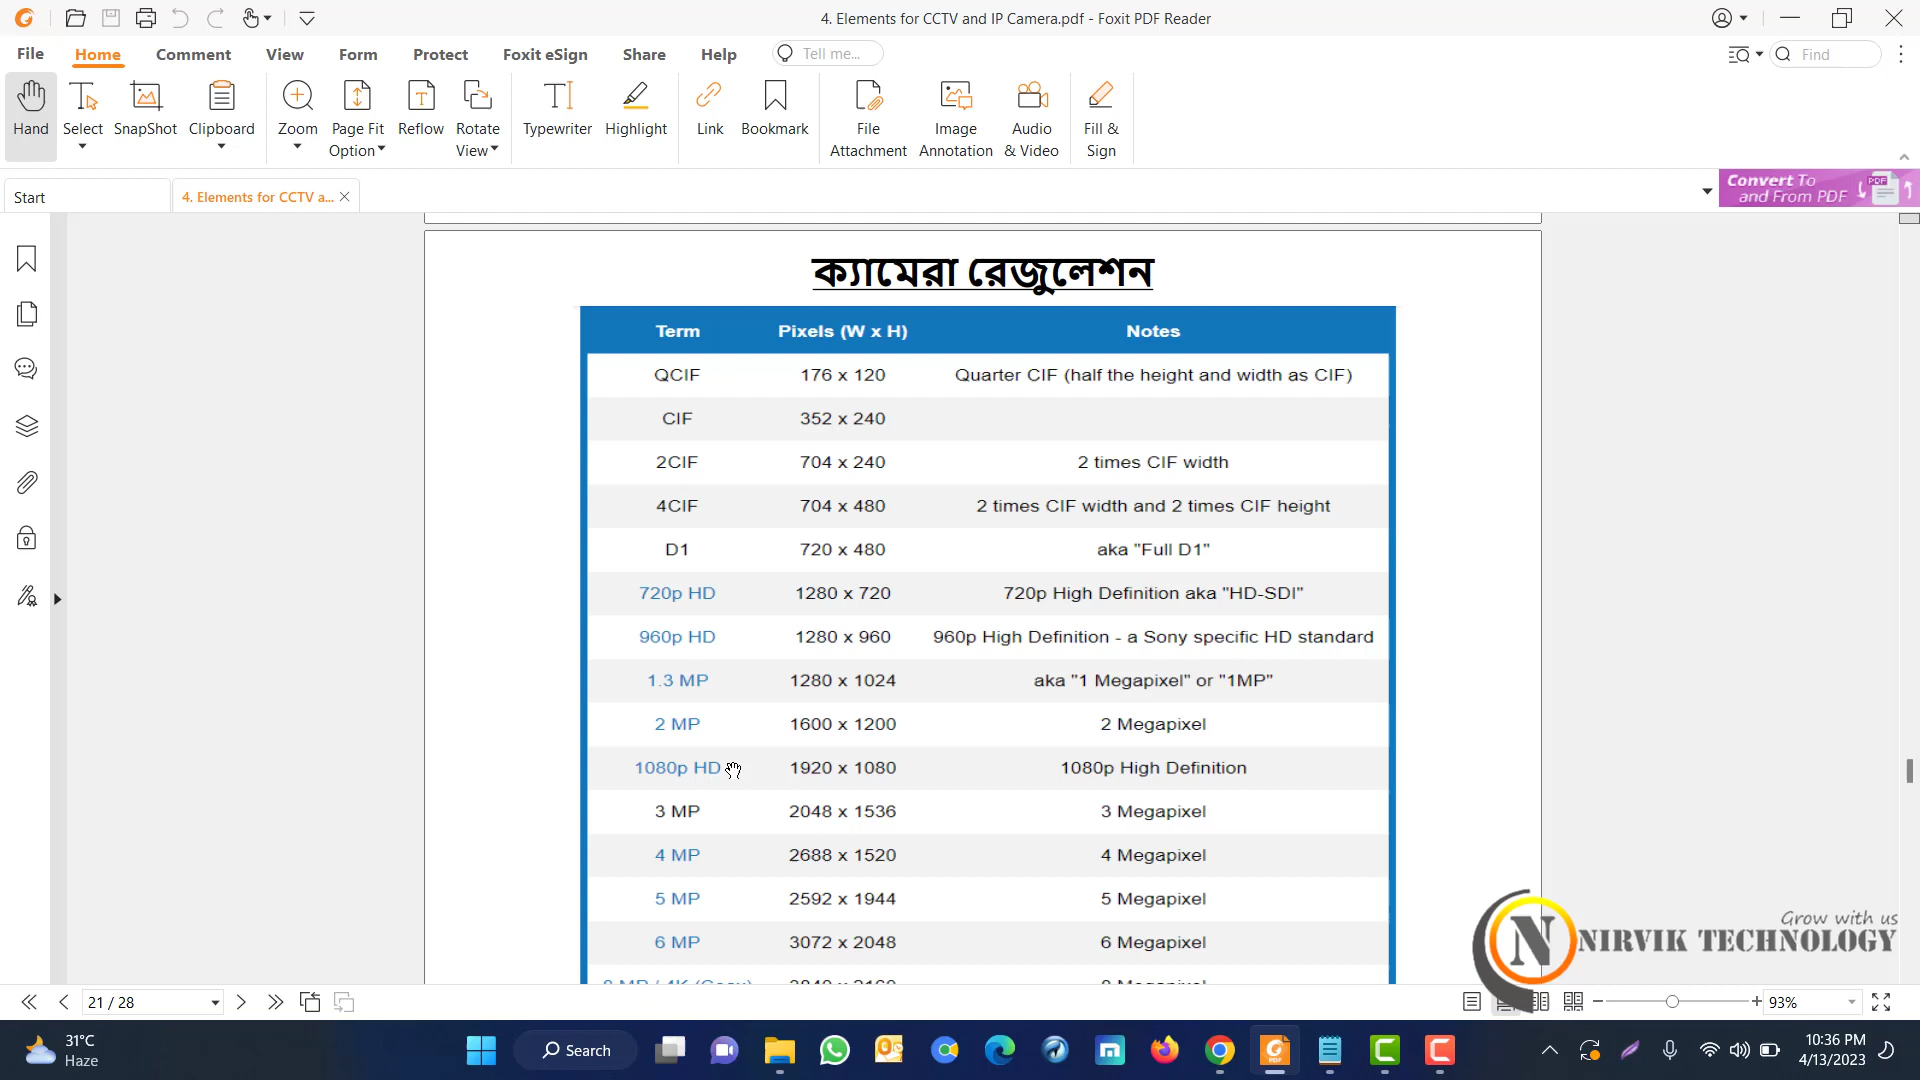 4. Elements for CCTV and IP Camera.pdf - Foxit PDF Reader
File Home Comment View Form Protect Foxit eSign Share Help Tell me... Find
Hand Select SnapShot Clipboard Zoom Page Fit Option Reflow Rotate View Typewriter Highlight Link Bookmark File Attachment Image Annotation Audio & Video Fill & Sign
Start 4. Elements for CCTV a... Convert To and From PDF PDF
ক্যামেরা রেজুলেশন
Term Pixels (W x H) Notes
QCIF 176 x 120 Quarter CIF (half the height and width as CIF)
CIF 352 x 240
2CIF 704 x 240 2 times CIF width
4CIF 704 x 480 2 times CIF width and 2 times CIF height
D1 720 x 480 aka "Full D1"
720p HD 1280 x 720 720p High Definition aka "HD-SDI"
960p HD 1280 x 960 960p High Definition - a Sony specific HD standard
1.3 MP 1280 x 1024 aka "1 Megapixel" or "1MP"
2 MP 1600 x 1200 2 Megapixel
1080p HD 1920 x 1080 1080p High Definition
3 MP 2048 x 1536 3 Megapixel
4 MP 2688 x 1520 4 Megapixel
5 MP 2592 x 1944 5 Megapixel
6 MP 3072 x 2048 6 Megapixel
Grow with us
NIRVIK TECHNOLOGY
21 / 28 93%
31°C
Haze
Search
10:36 PM
4/13/2023